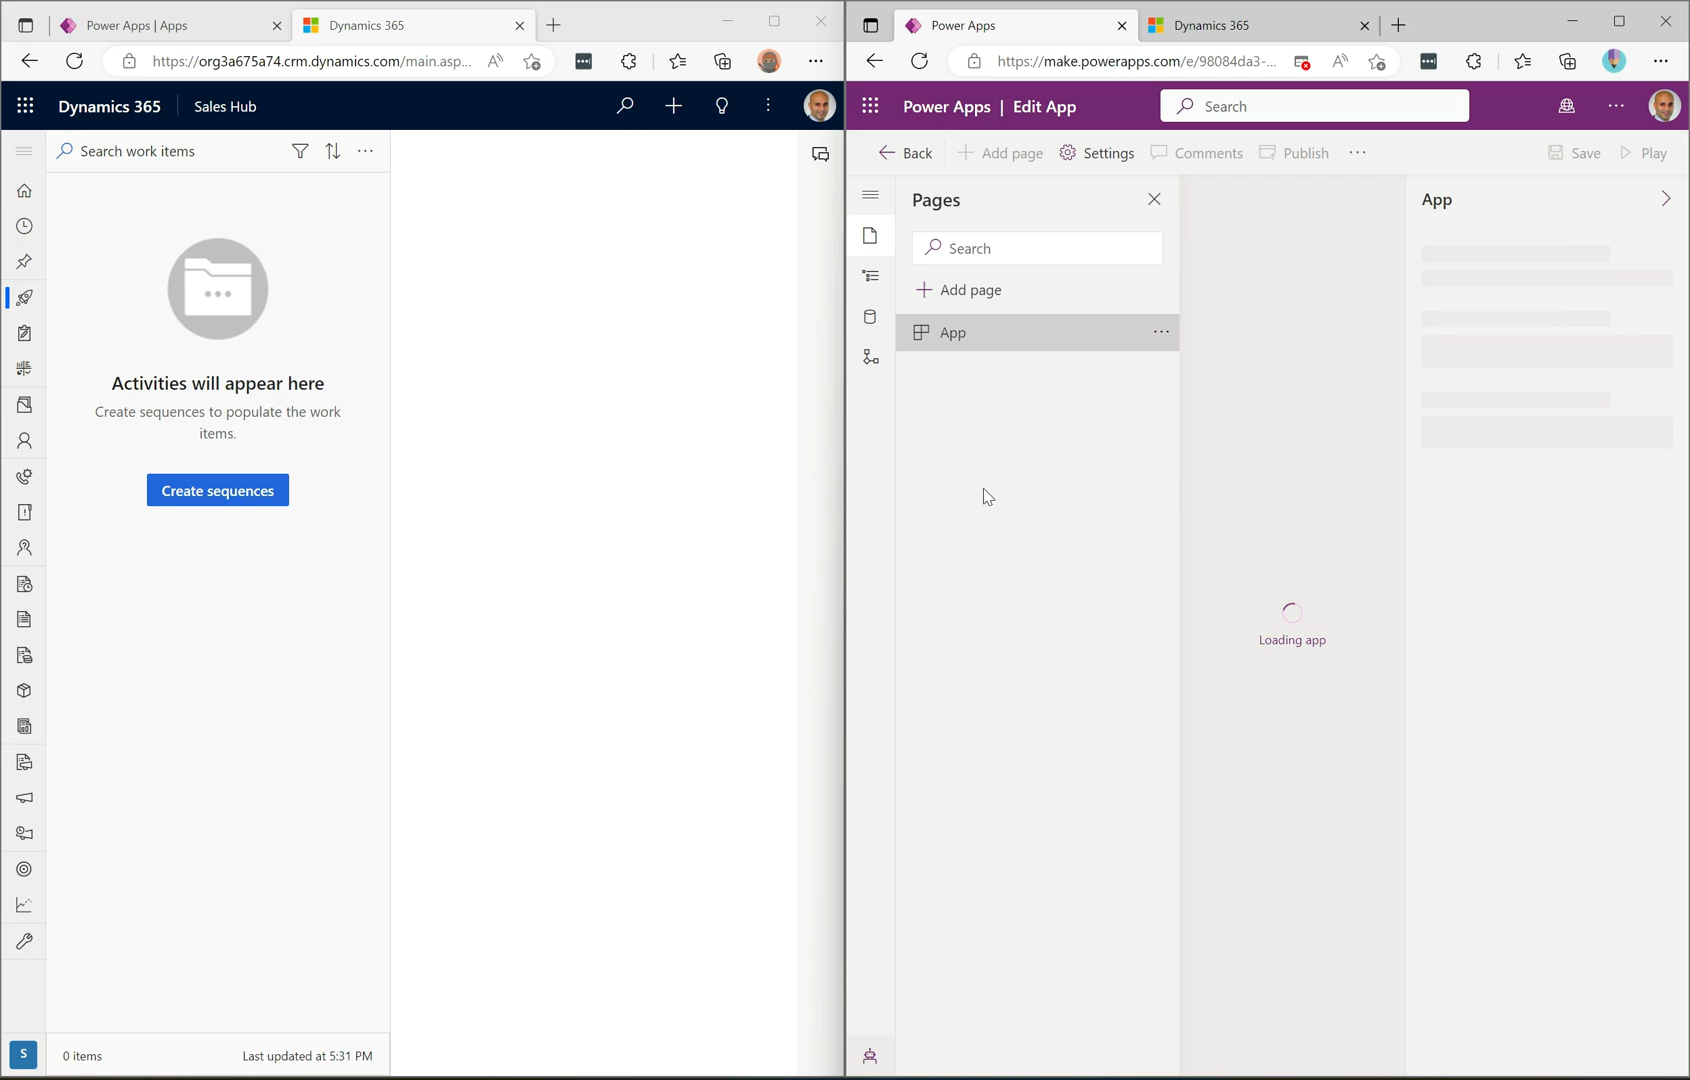 Power Apps | Apps
Dynamics 365
https://org3a675a74.crm.dynamics.com/main.asp...
Dynamics 365
Sales Hub
Search work items
Activities will appear here
Create sequences to populate the work
items.
Create sequences
S
0 items
Last updated at 5:31 PM
Power Apps
Dynamics 365
https://make.powerapps.com/e/98084da3-...
Power Apps | Edit App
Search
Back
Add page
Settings
Comments
Publish
Save
Play
Pages
Search
Add page
App
Loading app
App